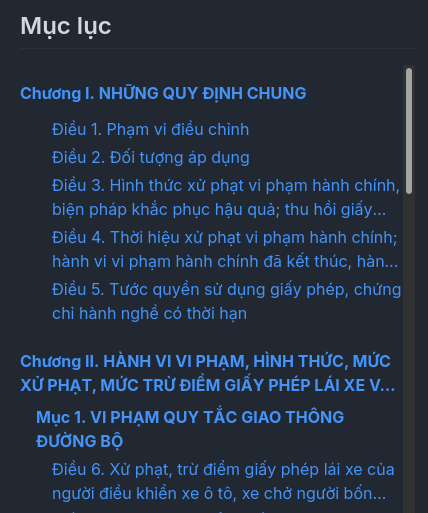 Mục lục
Chương I. NHỮNG QUY ĐỊNH CHUNG
Điều 1. Phạm vi điều chỉnh
Điều 2. Đối tượng áp dụng
Điều 3. Hình thức xử phạt vi phạm hành chính,
biện pháp khắc phục hậu quả; thu hồi giấy...
Điều 4. Thời hiệu xử phạt vi phạm hành chính;
hành vi vi phạm hành chính đã kết thúc, hàn...
Điều 5. Tước quyền sử dụng giấy phép, chứng
chỉ hành nghề có thời hạn
Chương II. HÀNH VI VI PHẠM, HÌNH THỨC, MỨC
XỬ PHẠT, MỨC TRỪ ĐIỂM GIẤY PHÉP LÁI XE V...
Mục 1. VI PHẠM QUY TẮC GIAO THÔNG
ĐƯỜNG BỘ
Điều 6. Xử phạt, trừ điểm giấy phép lái xe của
người điều khiển xe ô tô, xe chở người bốn...